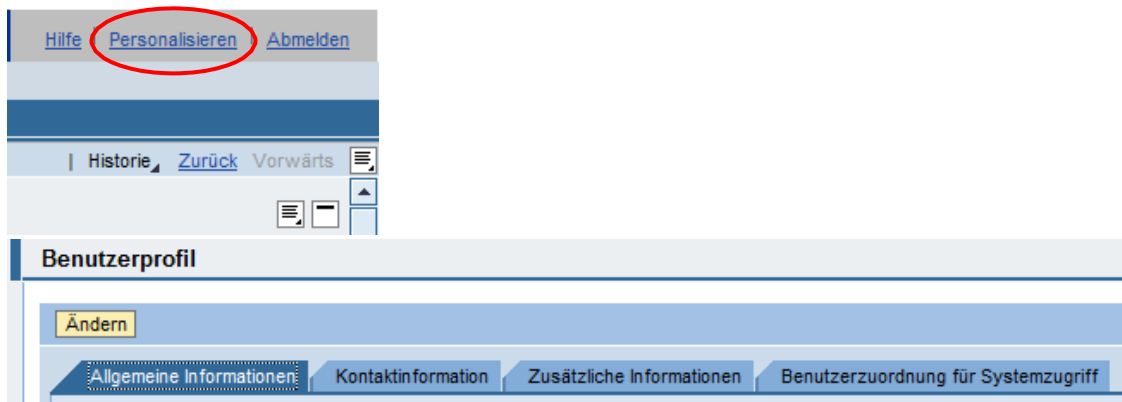 Hilfe | Personalisieren | Abmelden
| Historie Zurück Vorwärts
Benutzerprofil
Ändern
Allgemeine Informationen Kontaktinformation Zusätzliche Informationen Benutzerzuordnung für Systemzugriff